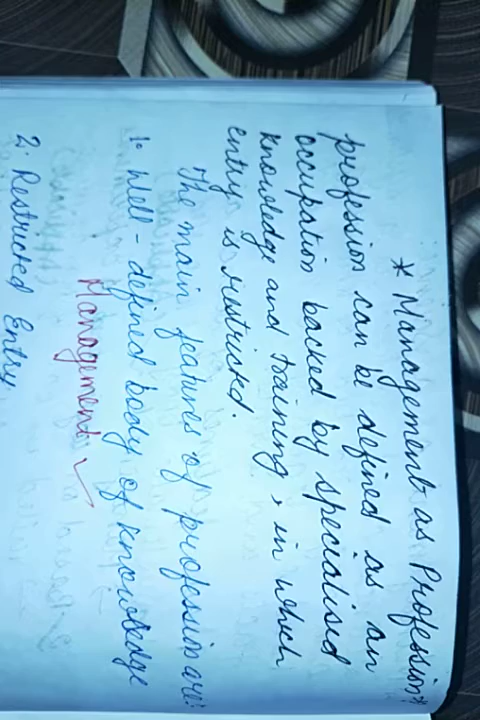 * Management as Profession *
profession can be defined as an
occupation backed by specialised
knowledge and training, in which
entry is restricted.
The main features of profession are:
1. Well-defined body of knowledge
Management ✓
2. Restricted Entry.